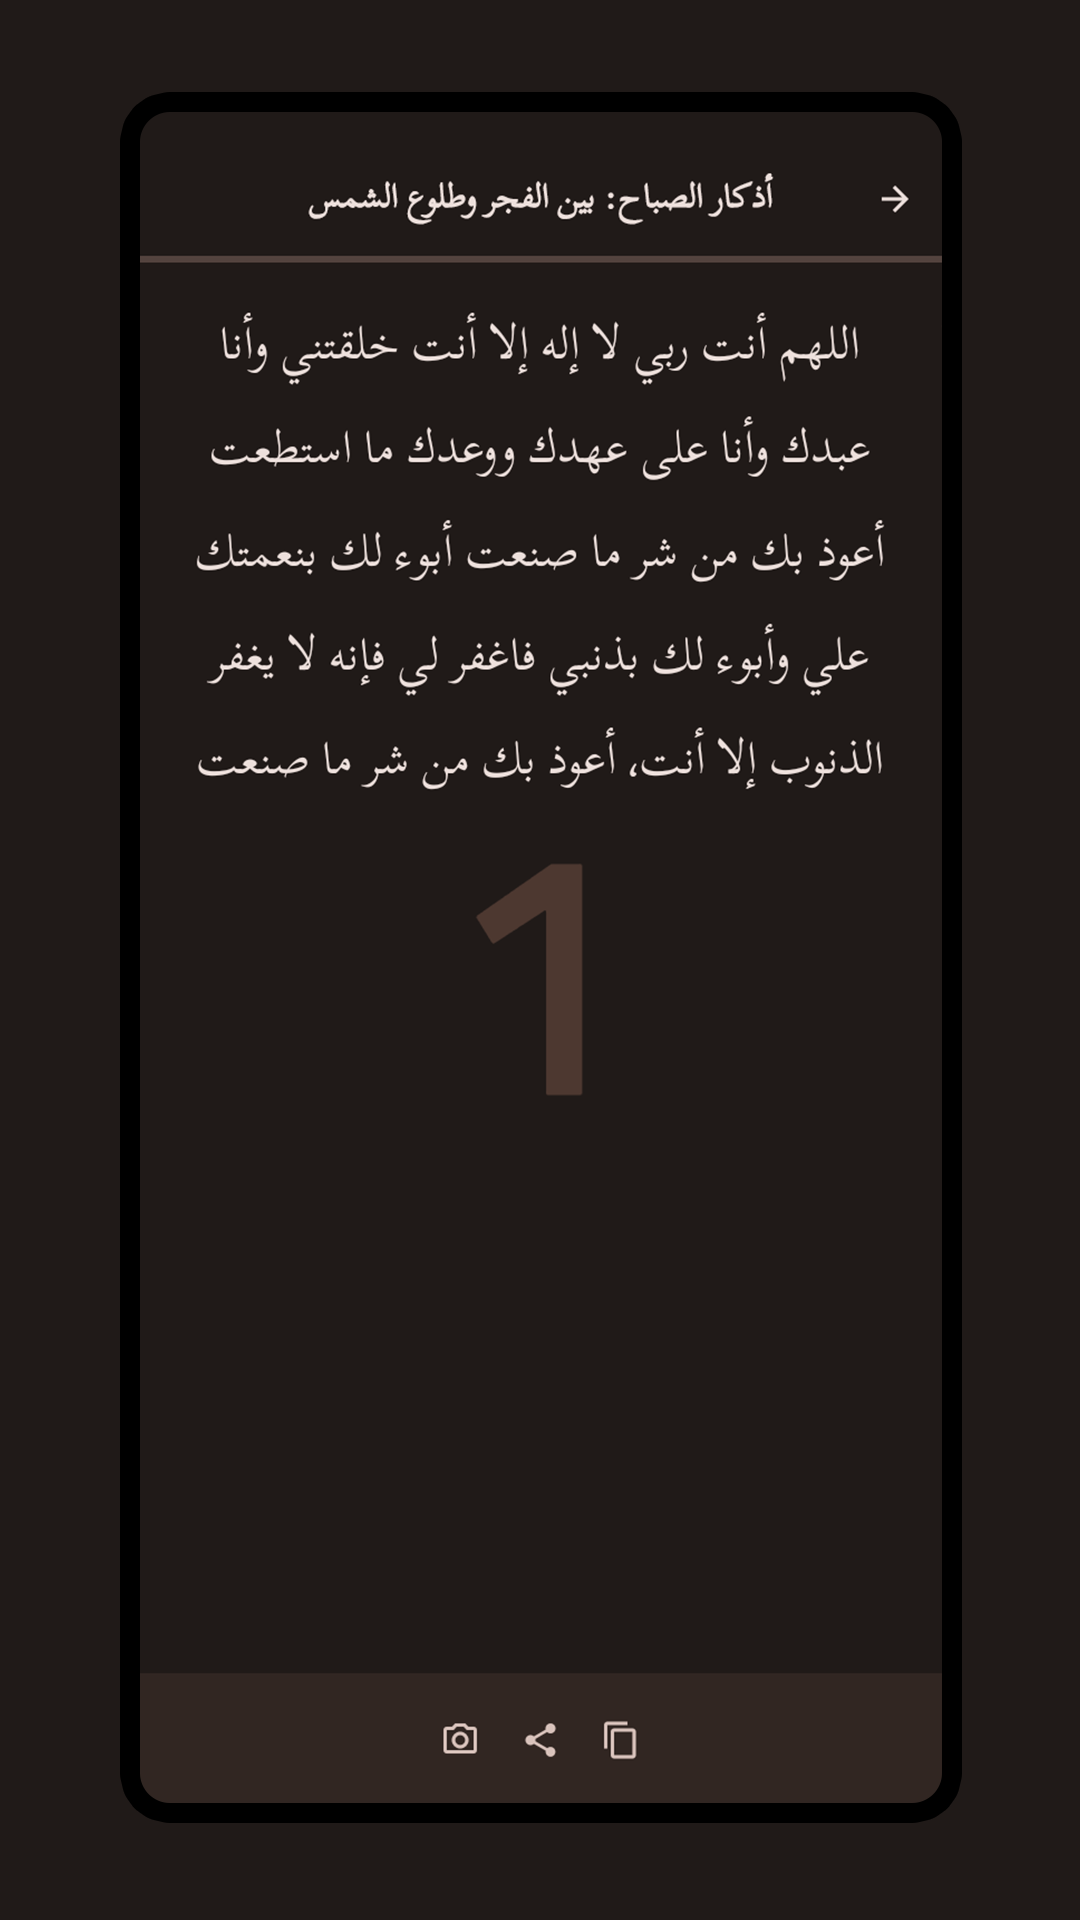 أذكار الصباح: بين الفجر وطلوع الشمس
اللهم أنت ربي لا إله إلا أنت خلقتني وأنا
عبدك وأنا على عهدك ووعدك ما استطعت
أعوذ بك من شر ما صنعت أبوء لك بنعمتك
علي وأبوء لك بذنبي فاغفر لي فإنه لا يغفر
الذنوب إلا أنت، أعوذ بك من شر ما صنعت
1